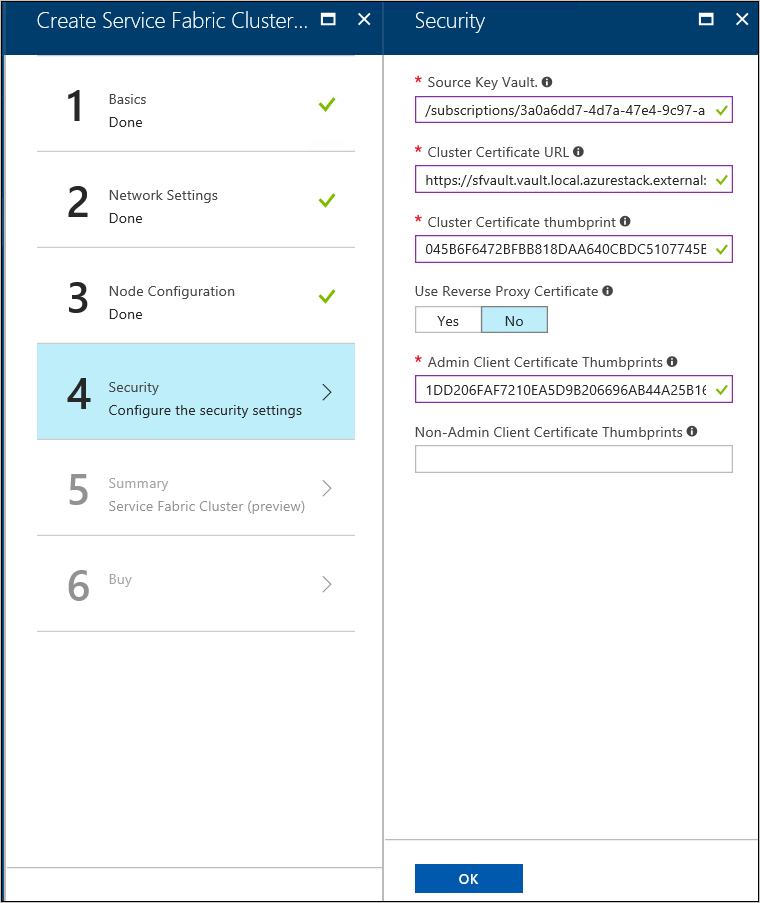 Create Service Fabric Cluster...
1
Basics
Done
2
Network Settings
Done
3
Node Configuration
Done
4
Security
Configure the security settings
5
Summary
Service Fabric Cluster (preview)
6
Buy
Security
* Source Key Vault.
/subscriptions/3a0a6dd7-4d7a-47e4-9c97-a
* Cluster Certificate URL
https://sfvault.vault.local.azurestack.external:
* Cluster Certificate thumbprint
045B6F6472BFBB818DAA640CBDC5107745E
Use Reverse Proxy Certificate
Yes No
* Admin Client Certificate Thumbprints
1DD206FAF7210EA5D9B206696AB44A25B16
Non-Admin Client Certificate Thumbprints
OK